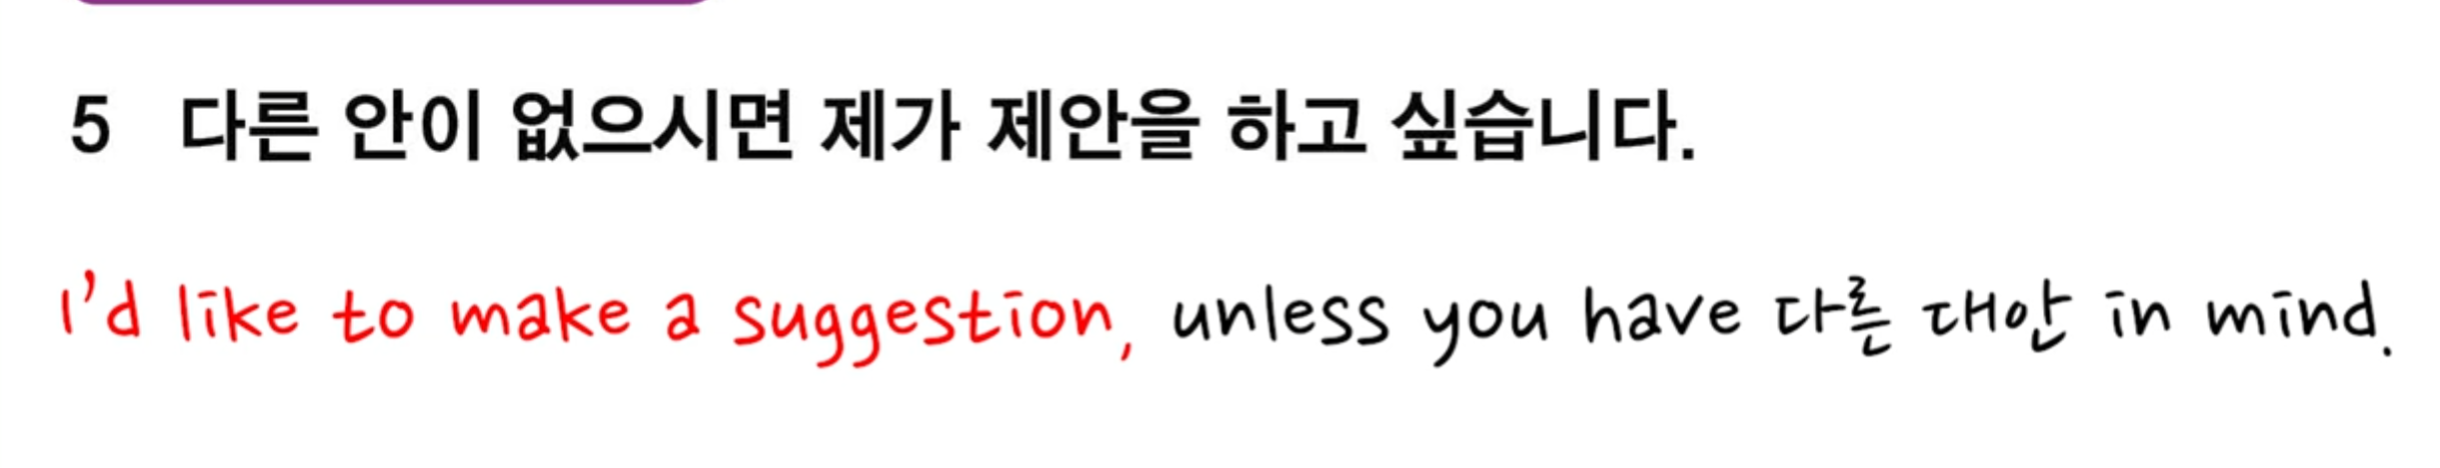 5 다른 안이 없으시면 제가 제안을 하고 싶습니다.
I'd like to make a suggestion, unless you have 다른 대안 in mind.